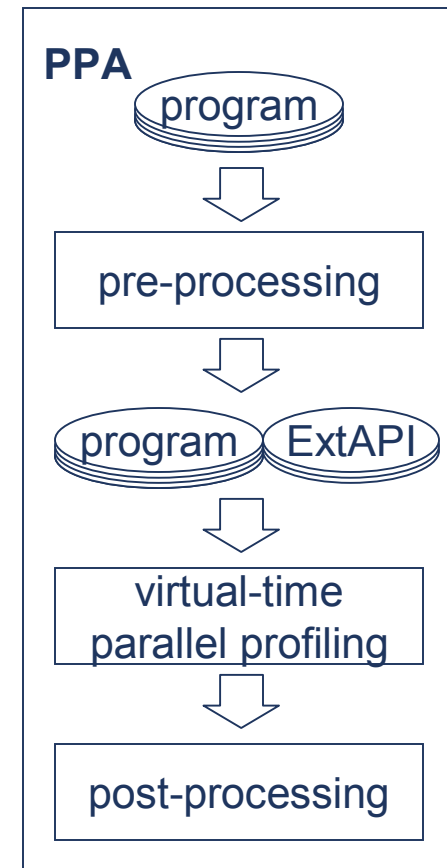 PPA
program
pre-processing
program ExtAPI
virtual-time
parallel profiling
post-processing